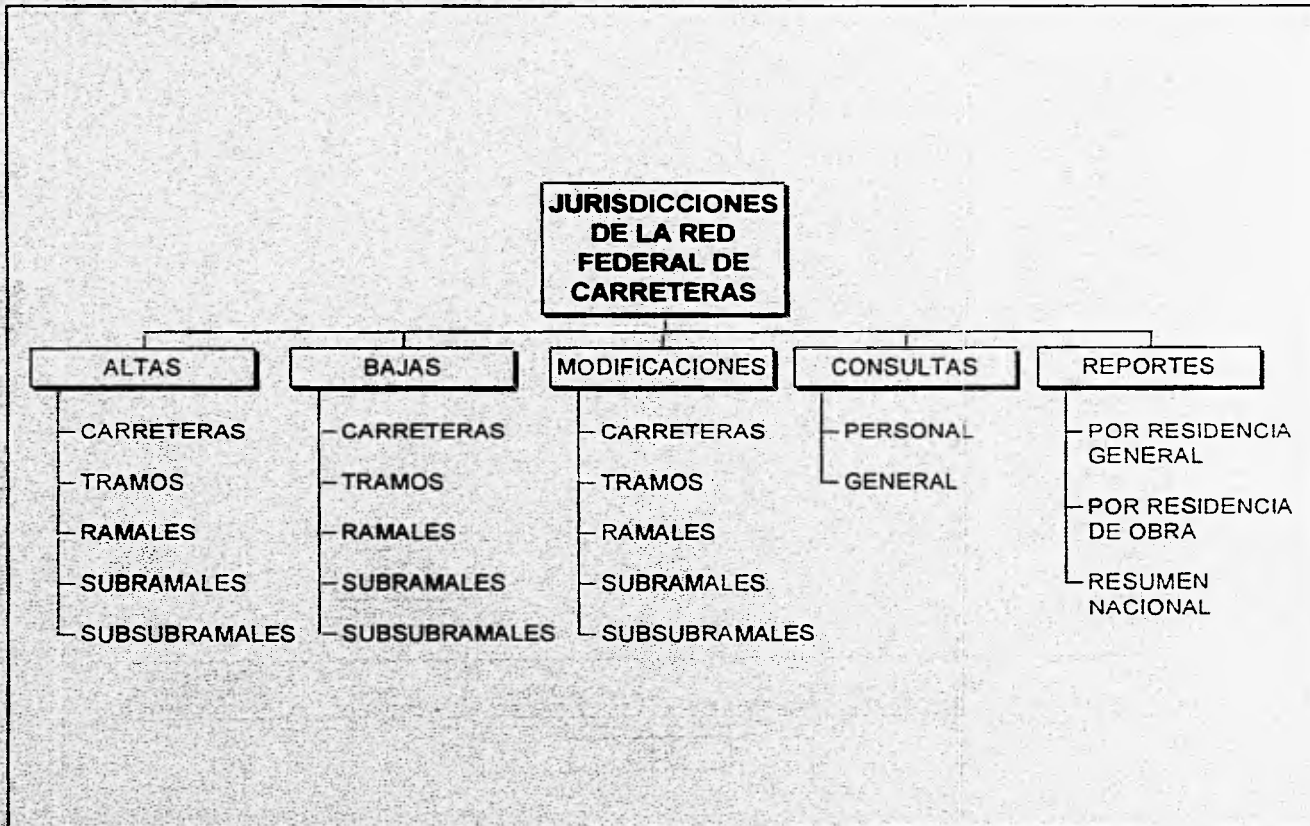 JURISDICCIONES
DE LA RED
FEDERAL DE
CARRETERAS
ALTAS
CARRETERAS
TRAMOS
RAMALES
SUBRAMALES
SUBSUBRAMALES
BAJAS
CARRETERAS
TRAMOS
RAMALES
SUBRAMALES
SUBSUBRAMALES
MODIFICACIONES
CARRETERAS
TRAMOS
RAMALES
SUBRAMALES
SUBSUBRAMALES
CONSULTAS
PERSONAL
GENERAL
REPORTES
POR RESIDENCIA
GENERAL
POR RESIDENCIA
DE OBRA
RESUMEN
NACIONAL